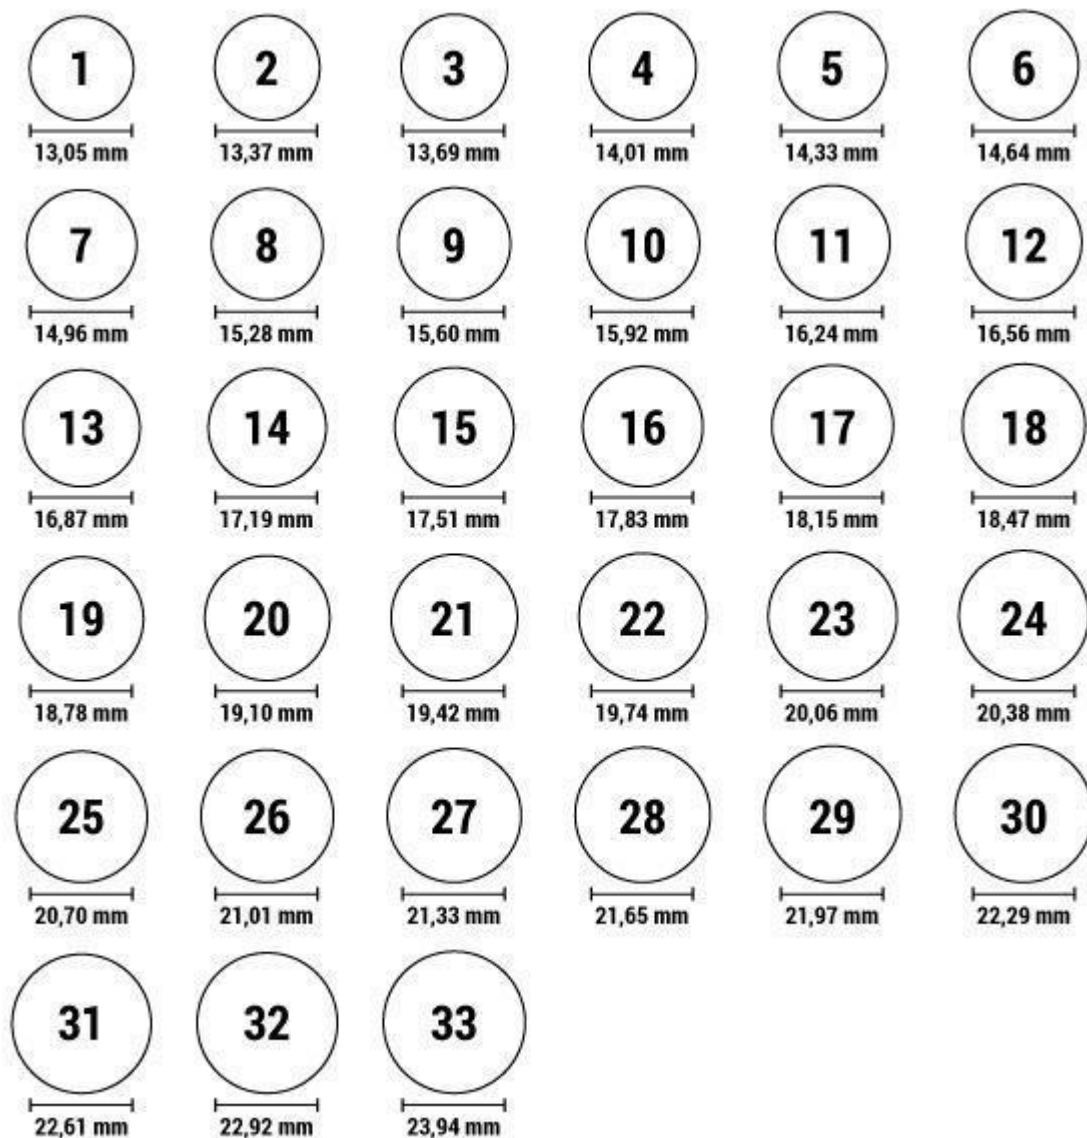 1 2 3 4 5 6
13,05 mm 13,37 mm 13,69 mm 14,01 mm 14,33 mm 14,64 mm
7 8 9 10 11 12
14,96 mm 15,28 mm 15,60 mm 15,92 mm 16,24 mm 16,56 mm
13 14 15 16 17 18
16,87 mm 17,19 mm 17,51 mm 17,83 mm 18,15 mm 18,47 mm
19 20 21 22 23 24
18,78 mm 19,10 mm 19,42 mm 19,74 mm 20,06 mm 20,38 mm
25 26 27 28 29 30
20,70 mm 21,01 mm 21,33 mm 21,65 mm 21,97 mm 22,29 mm
31 32 33
22,61 mm 22,92 mm 23,94 mm